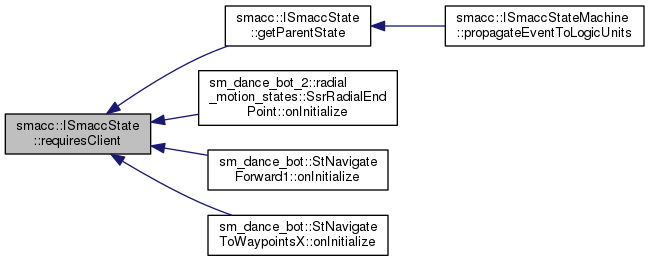 smacc::ISmaccState
::getParentState
smacc::ISmaccStateMachine
::propagateEventToLogicUnits
sm_dance_bot_2::radial
_motion_states::SsrRadialEnd
Point::onInitialize
smacc::ISmaccState
::requiresClient
sm_dance_bot::StNavigate
Forward1::onInitialize
sm_dance_bot::StNavigate
ToWaypointsX::onInitialize